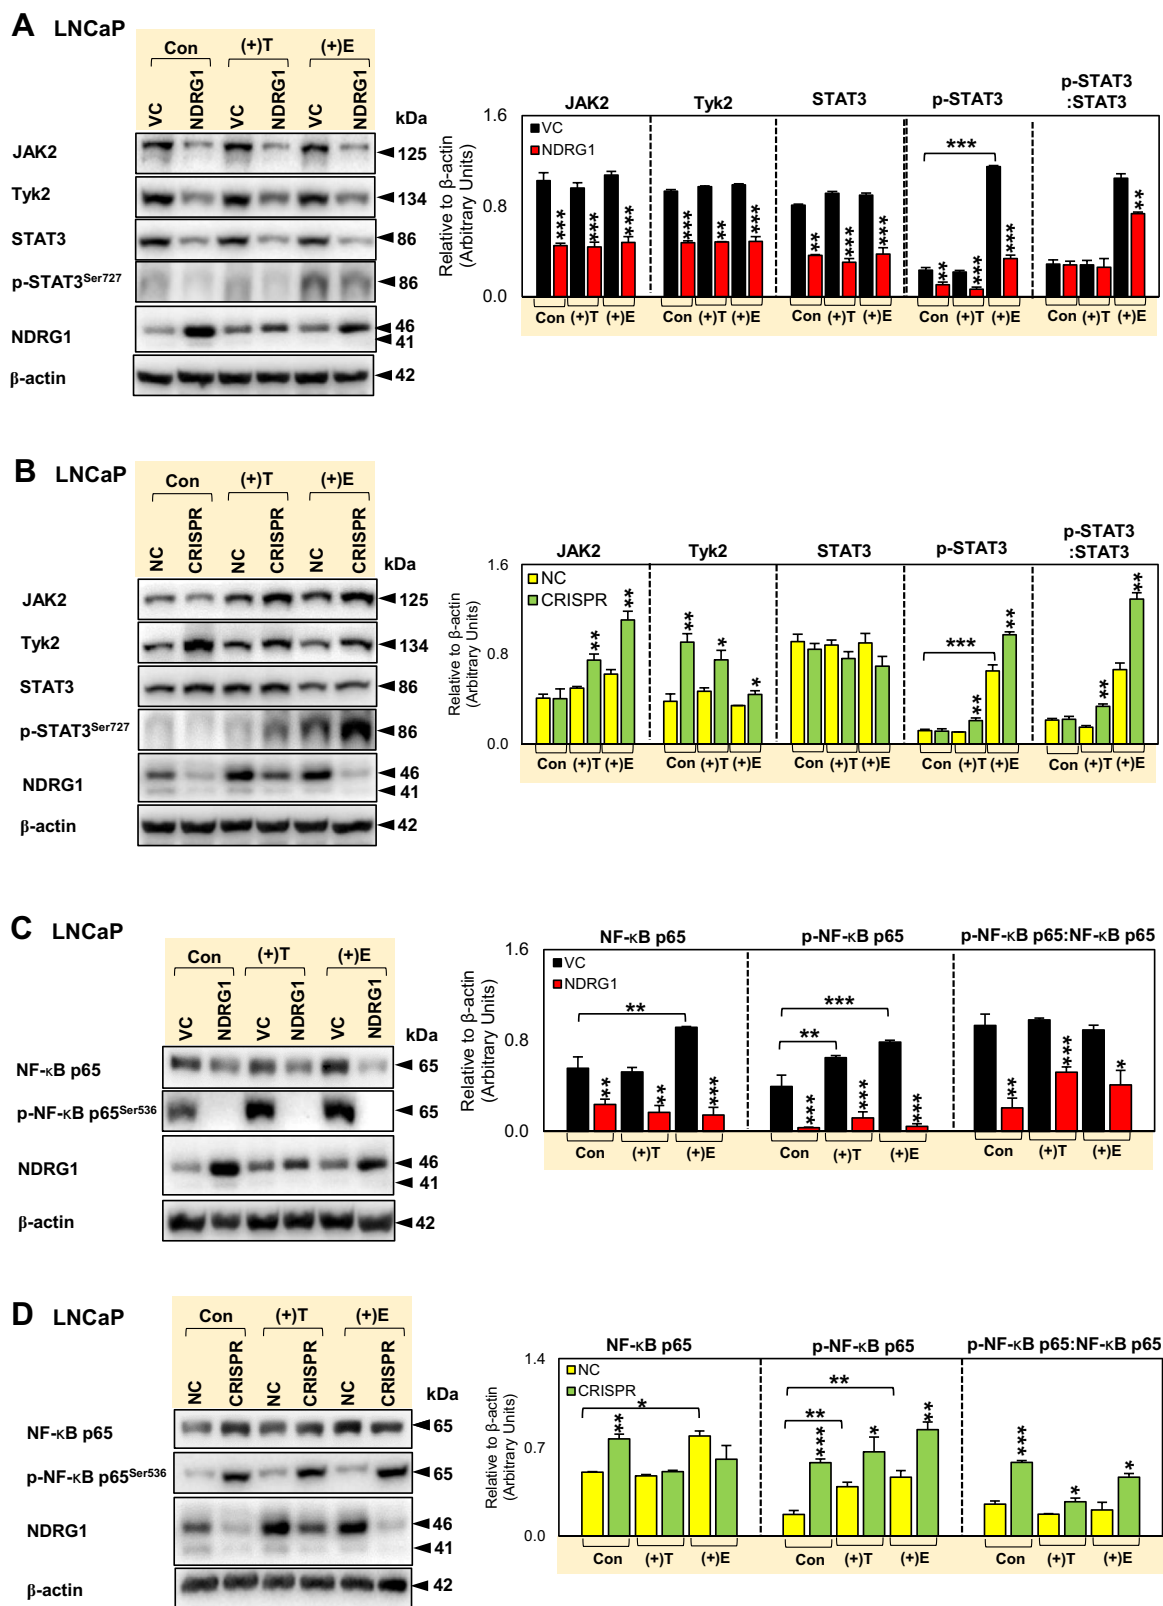 A LNCaP
Con (+)T (+)E
VC NDRG1 VC NDRG1 VC NDRG1
kDa
JAK2 125
Tyk2 134
STAT3 86
p-STAT3Ser727 86
NDRG1 46
41
β-actin 42
JAK2 Tyk2 STAT3 p-STAT3 p-STAT3
:STAT3
Relative to β-actin
(Arbitrary Units)
1.6
0.8
0.0
VC
NDRG1
*** *** *** *** ** *** ** *** *** *** ** *** *** **
Con (+)T (+)E Con (+)T (+)E Con (+)T (+)E Con (+)T (+)E Con (+)T (+)E
B LNCaP
Con (+)T (+)E
NC CRISPR NC CRISPR NC CRISPR
kDa
JAK2 125
Tyk2 134
STAT3 86
p-STAT3Ser727 86
NDRG1 46
41
β-actin 42
JAK2 Tyk2 STAT3 p-STAT3 p-STAT3
:STAT3
Relative to β-actin
(Arbitrary Units)
1.6
0.8
0.0
NC
CRISPR
** ** ** * * *** ** ** ** **
Con (+)T (+)E Con (+)T (+)E Con (+)T (+)E Con (+)T (+)E Con (+)T (+)E
C LNCaP
Con (+)T (+)E
VC NDRG1 VC NDRG1 VC NDRG1
kDa
NF-κB p65 65
p-NF-κB p65Ser536 65
NDRG1 46
41
β-actin 42
NF-κB p65 p-NF-κB p65 p-NF-κB p65:NF-κB p65
Relative to β-actin
(Arbitrary Units)
1.6
0.8
0.0
VC
NDRG1
** ** ** *** *** ** *** *** *** ** *** *
Con (+)T (+)E Con (+)T (+)E Con (+)T (+)E
D LNCaP
Con (+)T (+)E
NC CRISPR NC CRISPR NC CRISPR
kDa
NF-κB p65 65
p-NF-κB p65Ser536 65
NDRG1 46
41
β-actin 42
NF-κB p65 p-NF-κB p65 p-NF-κB p65:NF-κB p65
Relative to β-actin
(Arbitrary Units)
1.4
0.7
0.0
NC
CRISPR
* ** ** ** *** * ** *** * *
Con (+)T (+)E Con (+)T (+)E Con (+)T (+)E